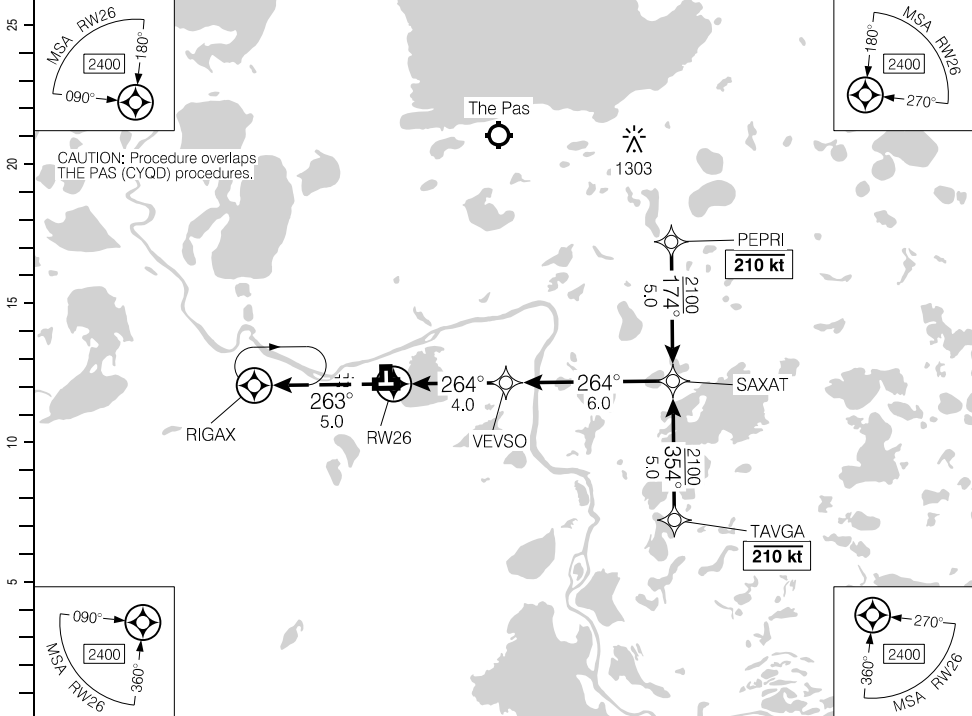 25
20
15
10
5
MSA RW26
2400
180°
090°
MSA RW26
2400
180°
270°
CAUTION: Procedure overlaps
THE PAS (CYQD) procedures.
The Pas
1303
PEPRI
210 kt
2100
174°
5.0
SAXAT
264°
6.0
VEVSO
264°
4.0
RW26
263°
5.0
RIGAX
2100
354°
5.0
TAVGA
210 kt
090°
2400
360°
MSA RW26
270°
2400
360°
MSA RW26